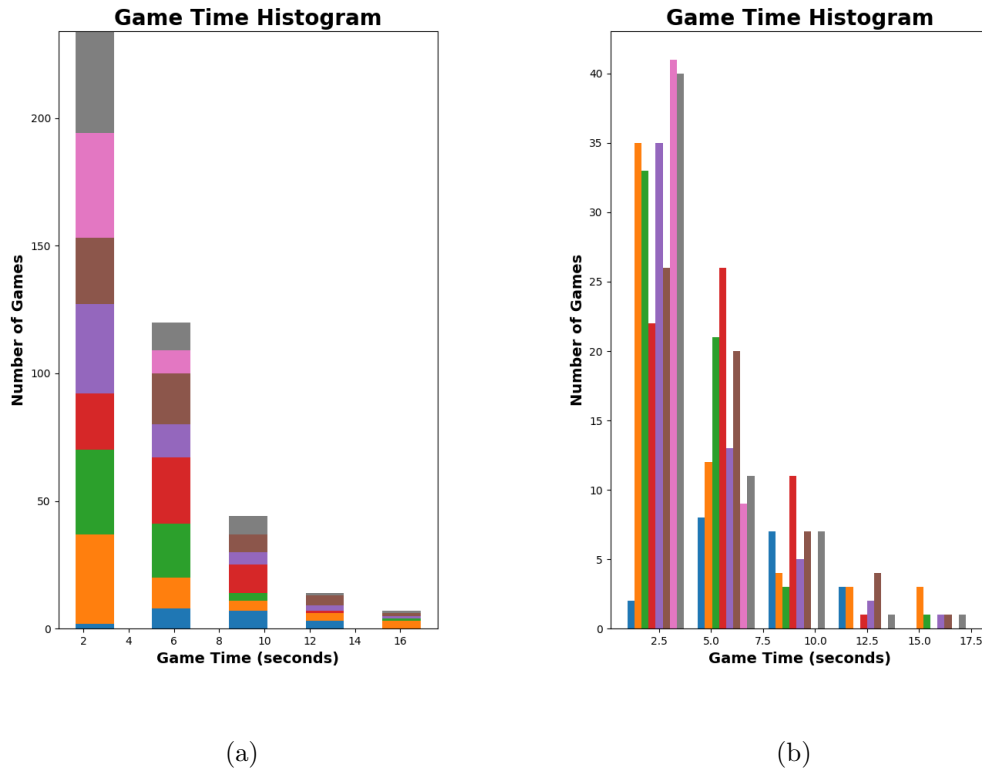 Game Time Histogram
200
150
100
50
0
Number of Games
2 4 6 8 10 12 14 16
Game Time (seconds)
(a)
Game Time Histogram
40
35
30
25
20
15
10
5
0
Number of Games
2.5 5.0 7.5 10.0 12.5 15.0 17.5
Game Time (seconds)
(b)